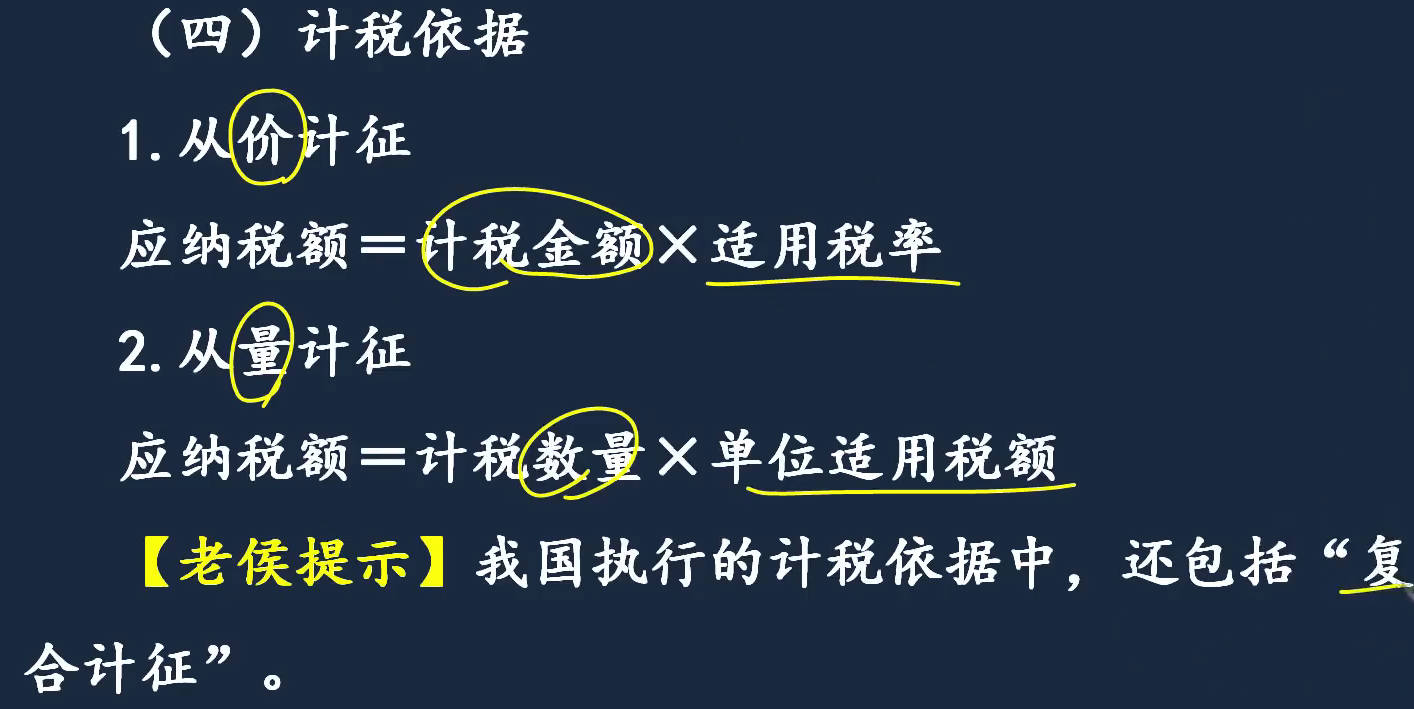 （四）计税依据
1.从价计征
应纳税额＝计税金额×适用税率
2.从量计征
应纳税额＝计税数量×单位适用税额
【老侯提示】我国执行的计税依据中，还包括“复
合计征”。